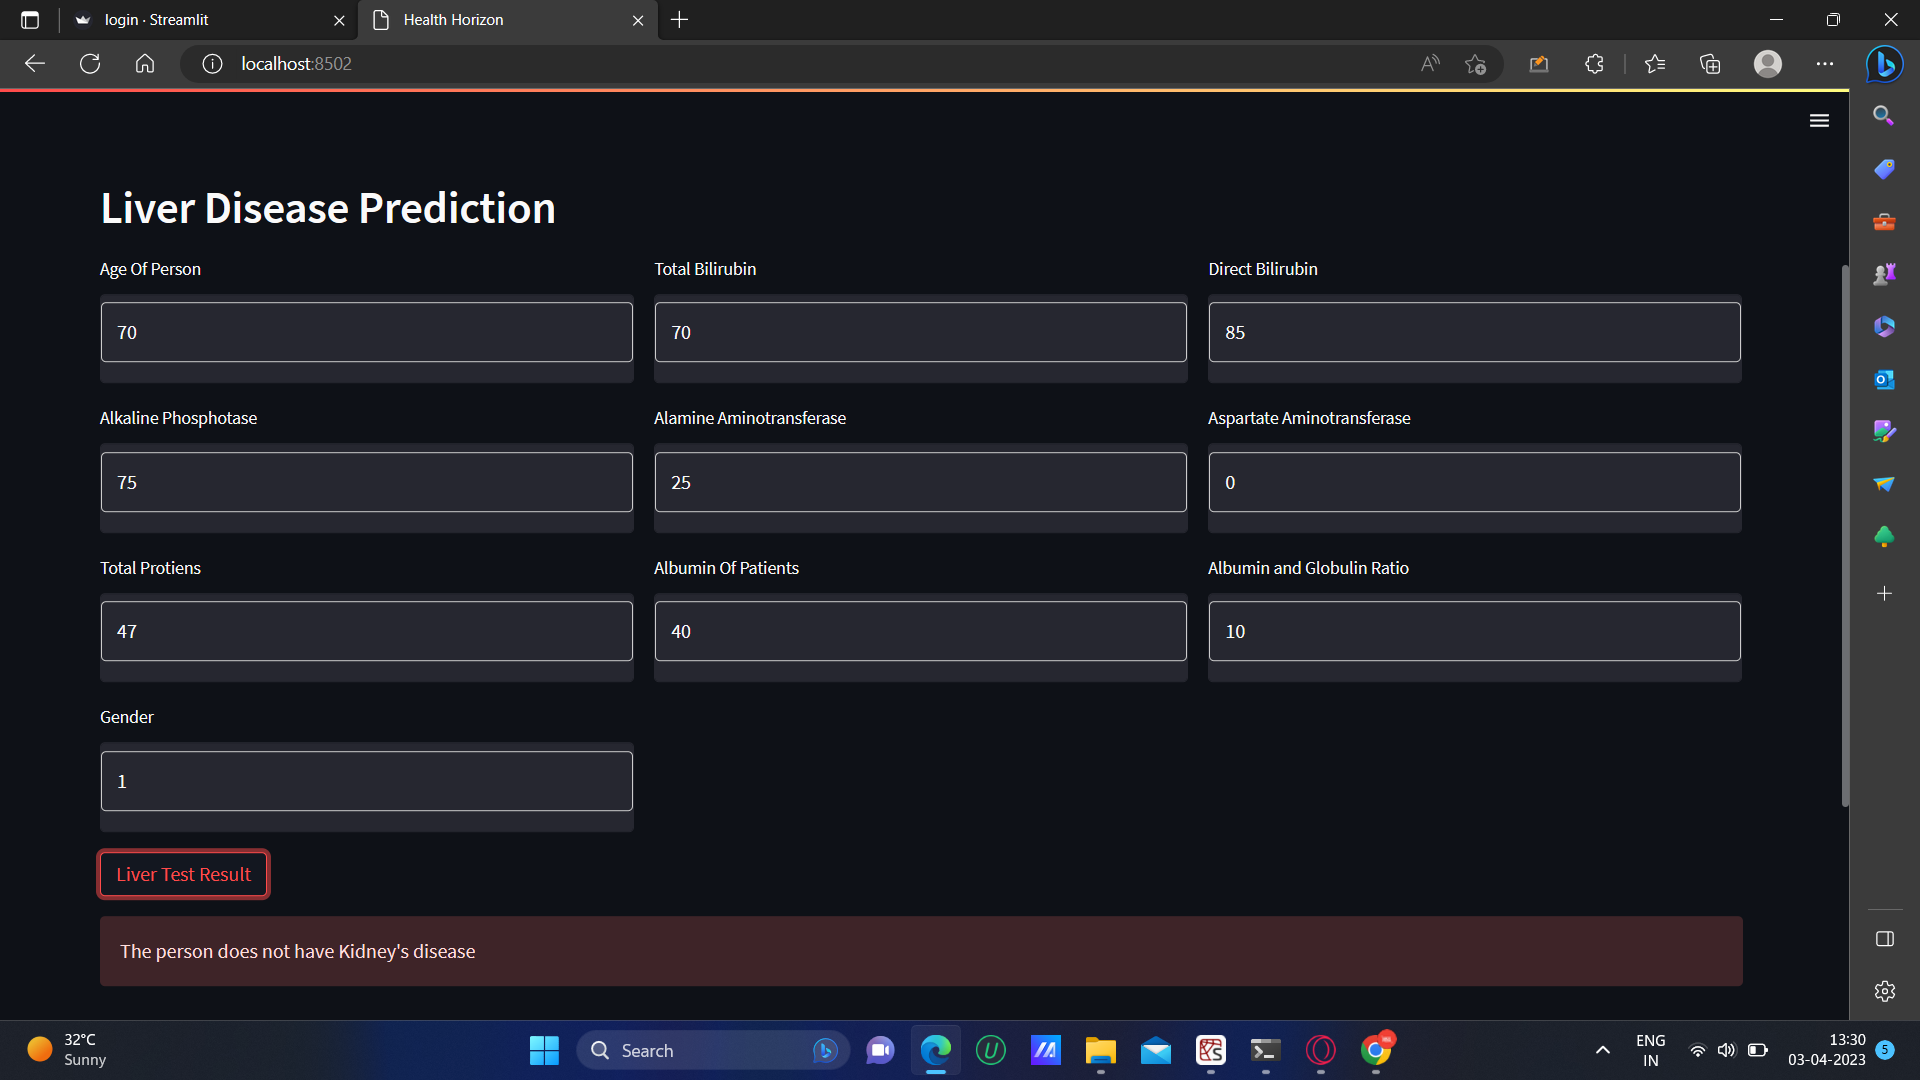 login · Streamlit
Health Horizon
localhost:8502
Liver Disease Prediction
Age Of Person
Total Bilirubin
Direct Bilirubin
70
70
85
Alkaline Phosphotase
Alamine Aminotransferase
Aspartate Aminotransferase
75
25
0
Total Protiens
Albumin Of Patients
Albumin and Globulin Ratio
47
40
10
Gender
1
Liver Test Result
The person does not have Kidney's disease
32°C
Sunny
Search
ENG
IN
13:30
03-04-2023
5